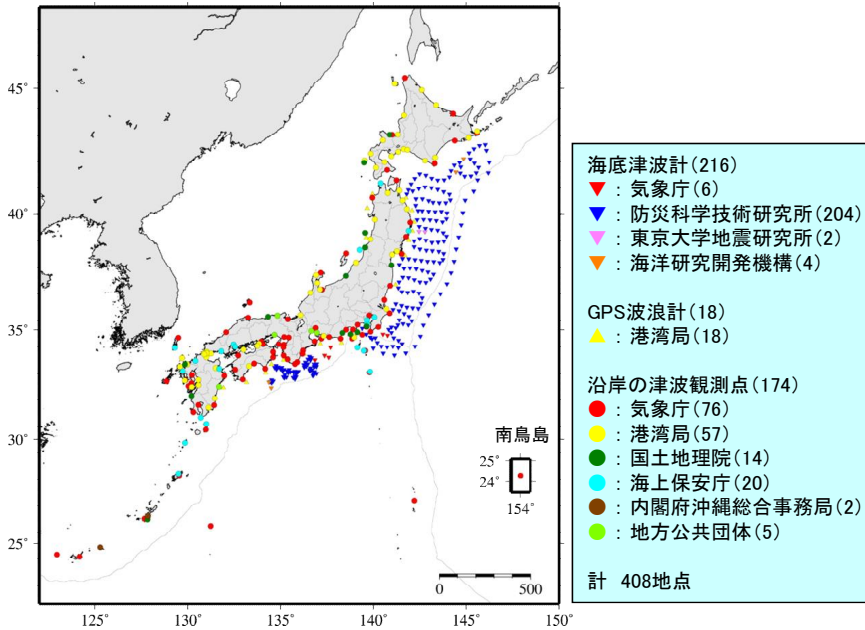 45°
40°
35°
30°
25°
125°
130°
135°
140°
145°
150°
南鳥島
25°
24°
154°
0
500
海底津波計(216)
▼ : 気象庁(6)
▼ : 防災科学技術研究所(204)
▼ : 東京大学地震研究所(2)
▼ : 海洋研究開発機構(4)
GPS波浪計(18)
▲ : 港湾局(18)
沿岸の津波観測点(174)
● : 気象庁(76)
● : 港湾局(57)
● : 国土地理院(14)
● : 海上保安庁(20)
● : 内閣府沖縄総合事務局(2)
● : 地方公共団体(5)
計 408地点